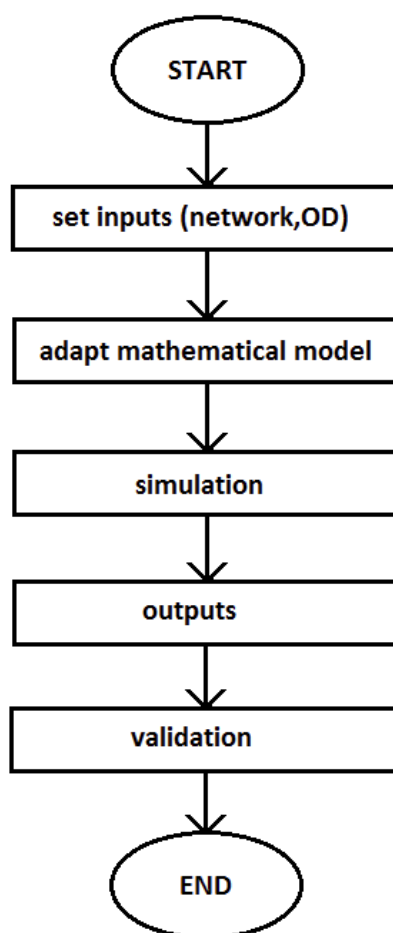 START
set inputs (network,OD)
adapt mathematical model
simulation
outputs
validation
END